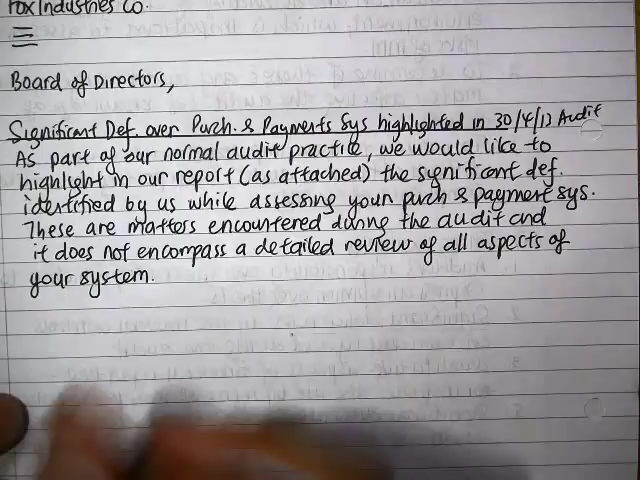 Fox Industries Co.
Board of Directors,
Significant Def. over Purch. & Payments Sys highlighted in 30/4/13 Audit
As part of our normal audit practice, we would like to
highlight in our report (as attached) the significant def.
identified by us while assessing your purch & payment sys.
These are matters encountered during the audit and
it does not encompass a detailed review of all aspects of
your system.